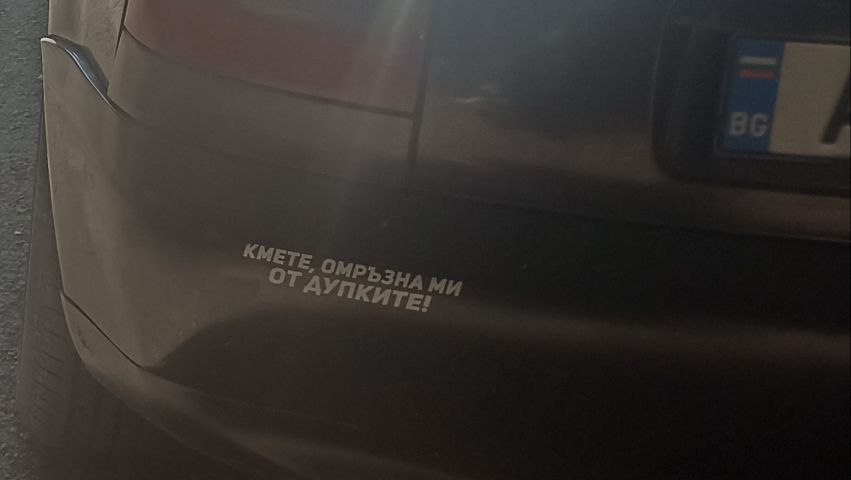 КМЕТЕ, ОМРЪЗНА МИ
ОТ ДУПКИТЕ!
BG